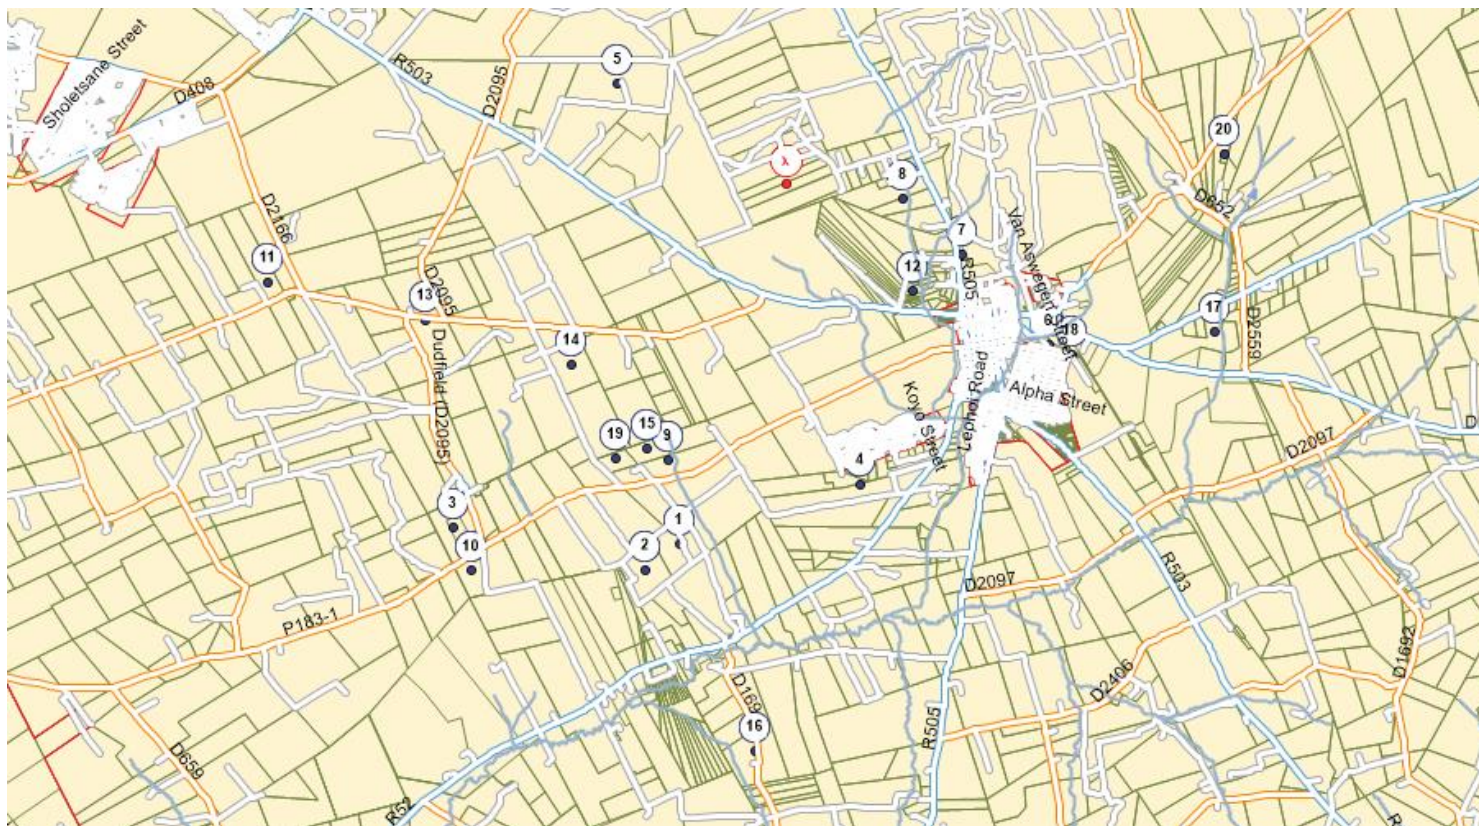 Sholetsane Street
D408
R503
D2095
5
20
λ
8
D652
D2166
Van Aswegen Street
7
11
12
R505
D2095
13
17
6
18
D2559
14
Dudfield (D2095)
Lephoi Road
Alpha Street
Koyo Street
19
15
9
4
D2097
3
1
10
2
R503
D2097
P183-1
D1692
D2406
D169
16
R505
D659
R52